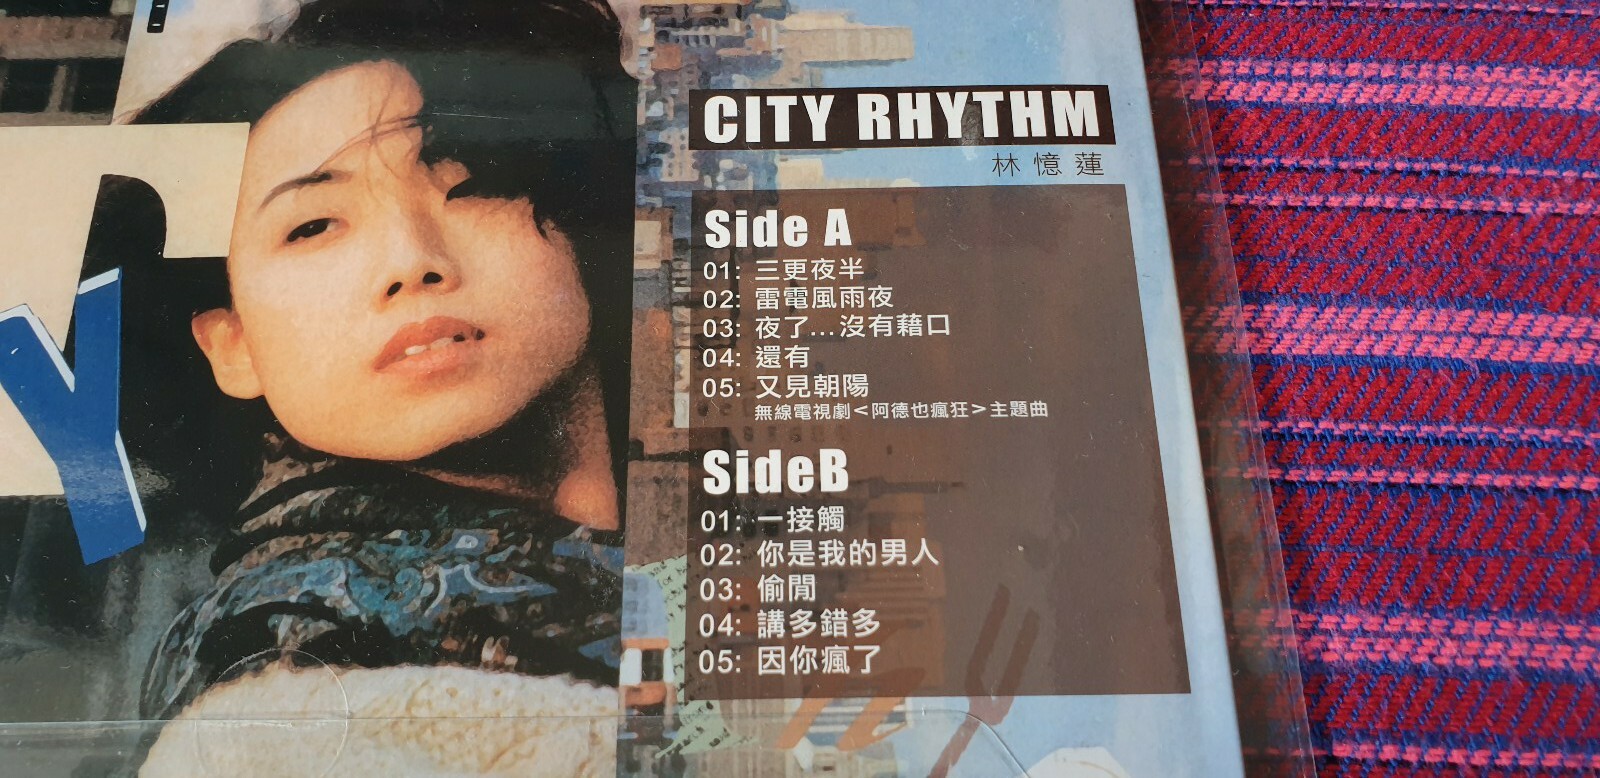 CITY RHYTHM
林憶蓮
Side A
01: 三更夜半
02: 雷電風雨夜
03: 夜了...沒有藉口
04: 還有
05: 又見朝陽
無線電視劇<阿德也瘋狂>主題曲
SideB
01: 一接觸
02: 你是我的男人
03: 偷閒
04: 講多錯多
05: 因你瘋了
Y